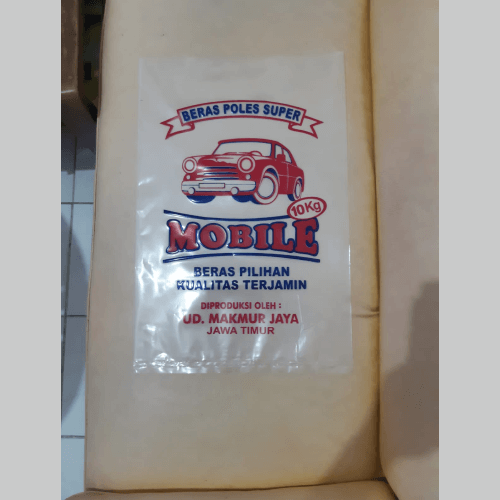 BERAS POLES SUPER
10Kg
MOBILE
BERAS PILIHAN
KUALITAS TERJAMIN
DIPRODUKSI OLEH :
UD. MAKMUR JAYA
JAWA TIMUR